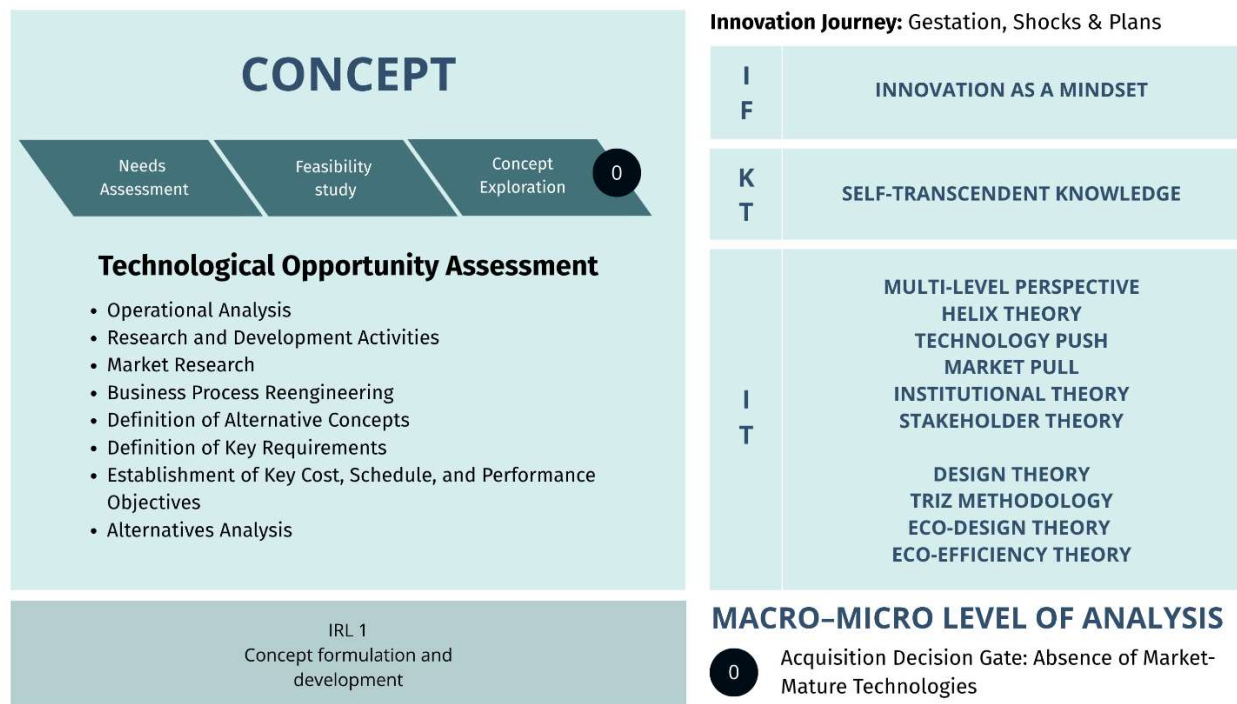 CONCEPT
Needs
Assessment
Feasibility
study
Concept
Exploration
0
Technological Opportunity Assessment
• Operational Analysis
• Research and Development Activities
• Market Research
• Business Process Reengineering
• Definition of Alternative Concepts
• Definition of Key Requirements
• Establishment of Key Cost, Schedule, and Performance
Objectives
• Alternatives Analysis
IRL 1
Concept formulation and
development
Innovation Journey: Gestation, Shocks & Plans
I
F
INNOVATION AS A MINDSET
K
T
SELF-TRANSCENDENT KNOWLEDGE
I
T
MULTI-LEVEL PERSPECTIVE
HELIX THEORY
TECHNOLOGY PUSH
MARKET PULL
INSTITUTIONAL THEORY
STAKEHOLDER THEORY
DESIGN THEORY
TRIZ METHODOLOGY
ECO-DESIGN THEORY
ECO-EFFICIENCY THEORY
MACRO–MICRO LEVEL OF ANALYSIS
0
Acquisition Decision Gate: Absence of Market-
Mature Technologies